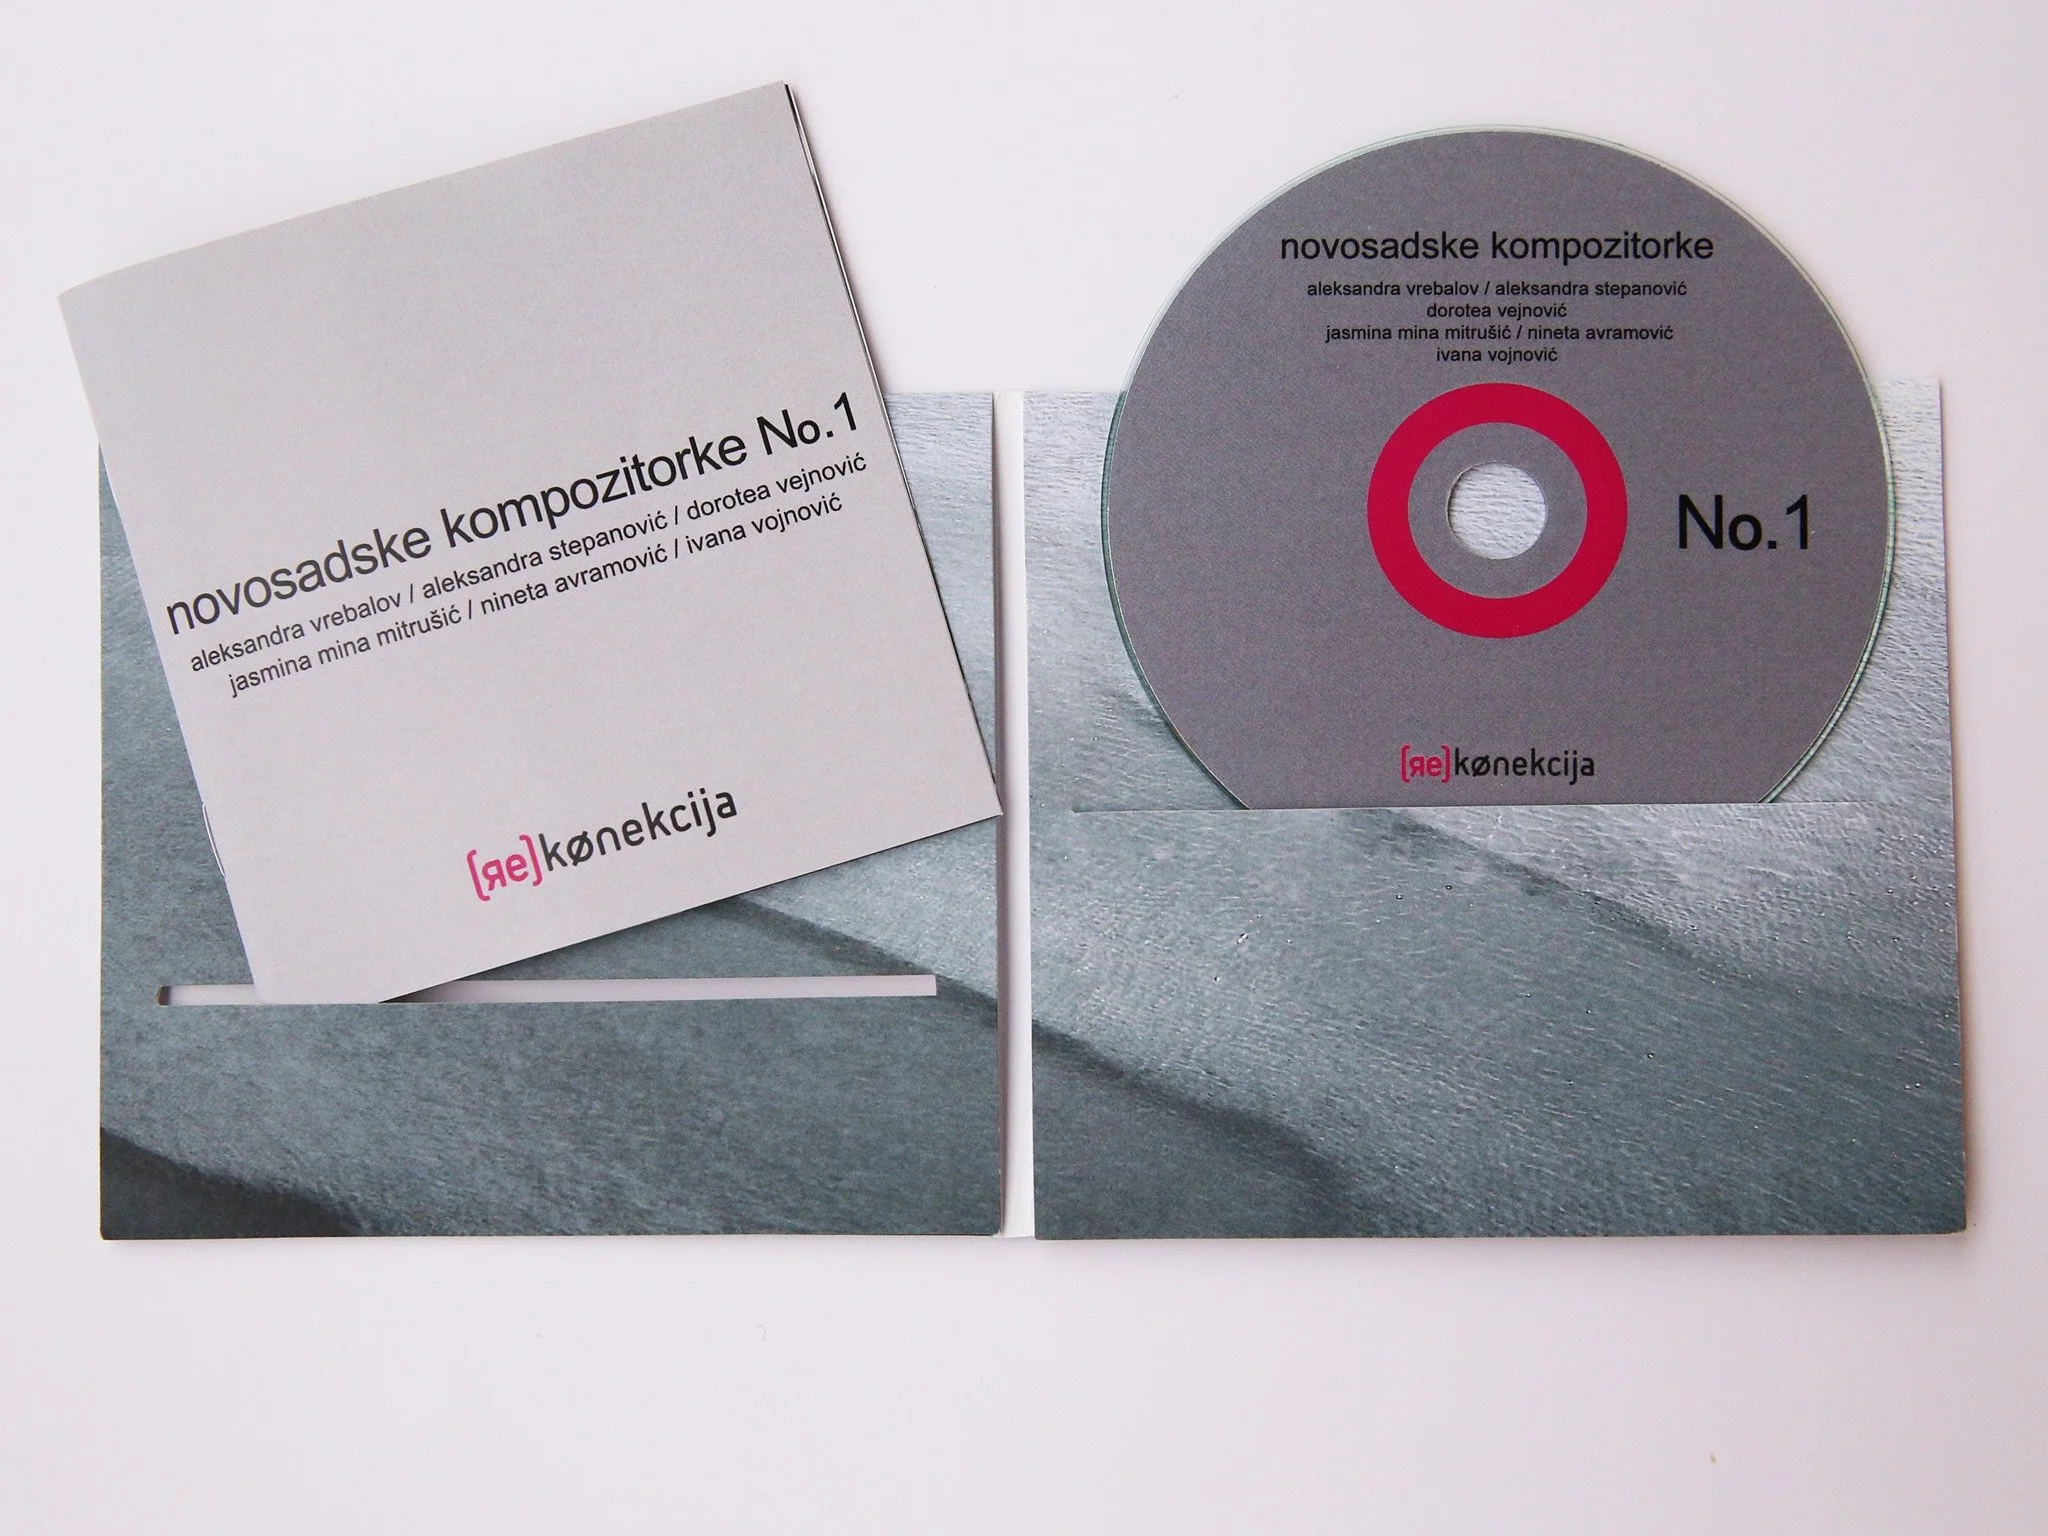 novosadske kompozitorke No.1
aleksandra vrebalov / aleksandra stepanović / dorotea vejnović
jasmina mina mitrušić / nineta avramović / ivana vojnović
[яe]kønekcija
novosadske kompozitorke
aleksandra vrebalov / aleksandra stepanović
dorotea vejnović
jasmina mina mitrušić / nineta avramović
ivana vojnović
No.1
[яe]kønekcija